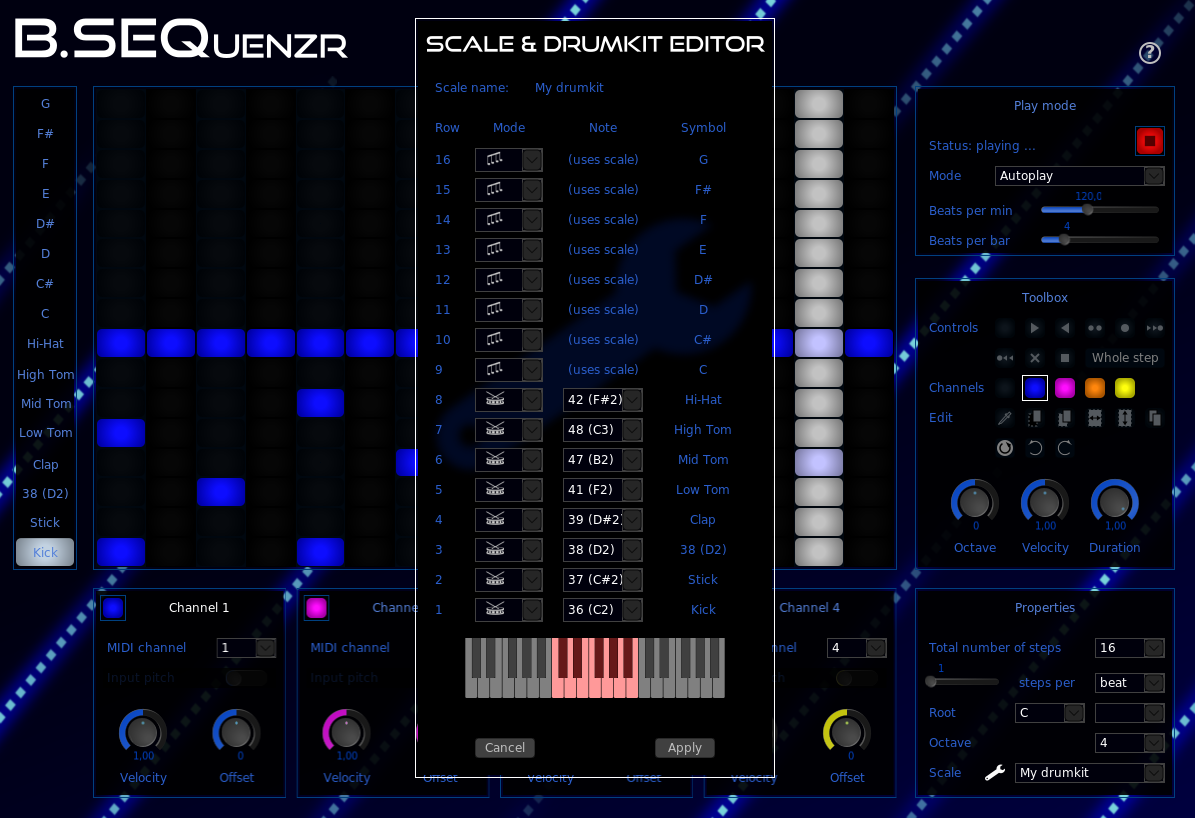 B.SEQuenzr
SCALE & DRUMKIT EDITOR
?
Scale name: My drumkit
Row Mode Note Symbol
16 (uses scale) G
15 (uses scale) F#
14 (uses scale) F
13 (uses scale) E
12 (uses scale) D#
11 (uses scale) D
10 (uses scale) C#
9 (uses scale) C
8 42 (F#2) Hi-Hat
7 48 (C3) High Tom
6 47 (B2) Mid Tom
5 41 (F2) Low Tom
4 39 (D#2) Clap
3 38 (D2) 38 (D2)
2 37 (C#2) Stick
1 36 (C2) Kick
Cancel Apply
G
F#
F
E
D#
D
C#
C
Hi-Hat
High Tom
Mid Tom
Low Tom
Clap
38 (D2)
Stick
Kick
Play mode
Status: playing ...
Mode Autoplay
120,0
Beats per min
4
Beats per bar
Toolbox
Controls
Whole step
Channels
Edit
0 1,00 1,00
Octave Velocity Duration
Channel 1
MIDI channel 1
Input pitch
1,00 0
Velocity Offset
Channe
MIDI channel
Input pitch
1,00
Velocity Offset
Velocity Offset
Channel 4
nel 4
0
Velocity Offset
Properties
Total number of steps 16
1
steps per beat
Root C
Octave 4
Scale My drumkit